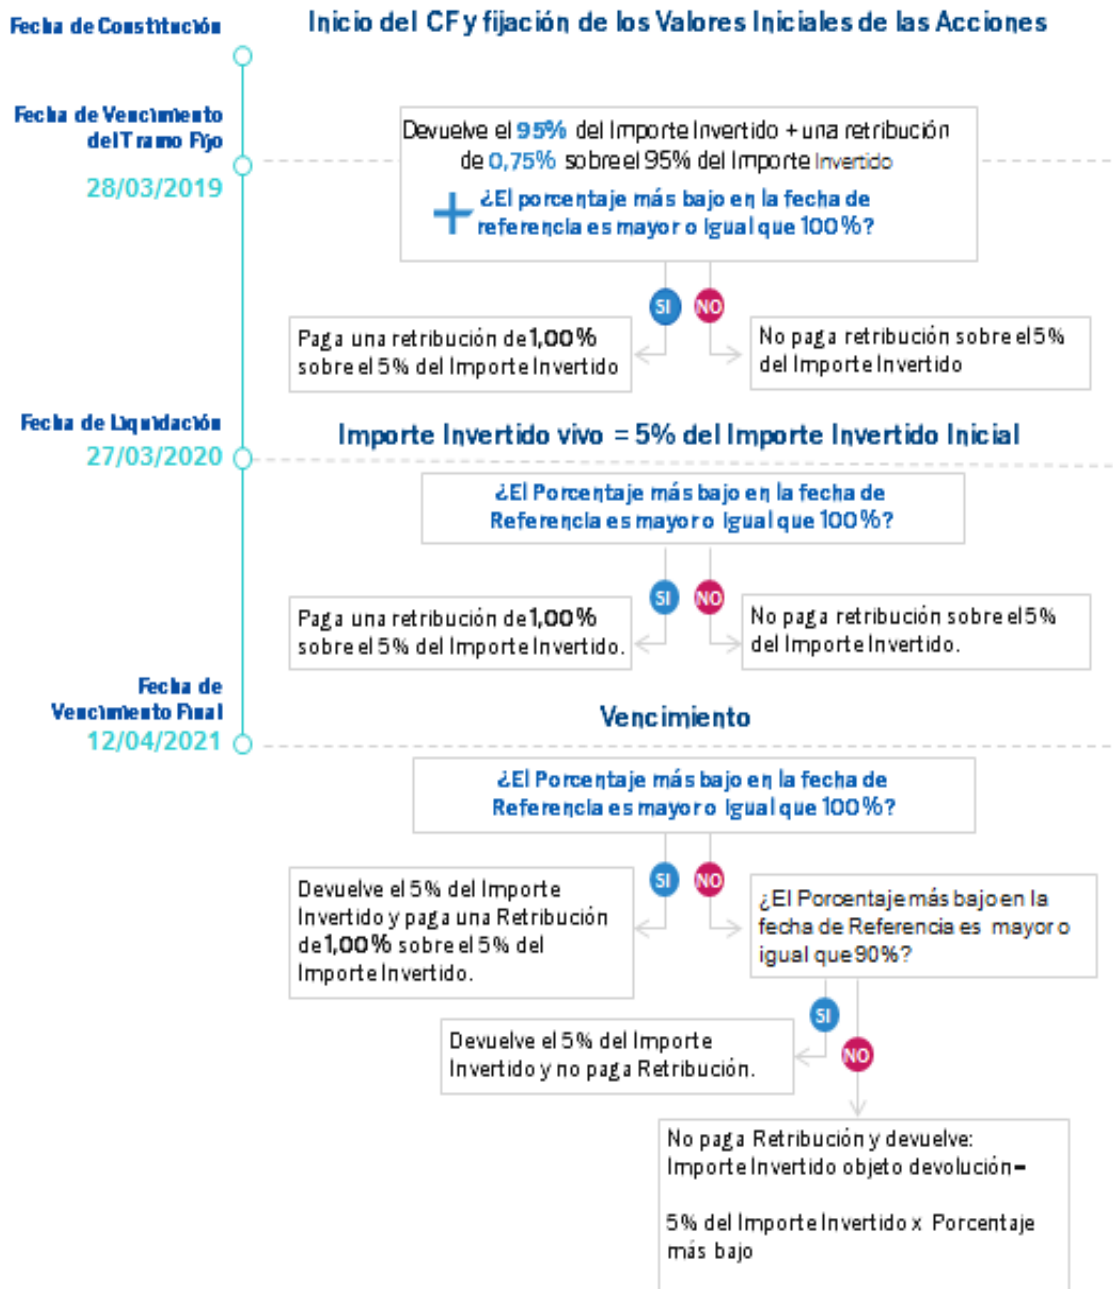 Fecha de Constitución
Inicio del CF y fijación de los Valores Iniciales de las Acciones
Fecha de Vencimiento
del Tramo Fijo
28/03/2019
Devuelve el 95% del Importe Invertido + una retribución
de 0,75% sobre el 95% del Importe Invertido
+ ¿El porcentaje más bajo en la fecha de
referencia es mayor o Igual que 100%?
SI
NO
Paga una retribución de 1,00%
sobre el 5% del Importe Invertido
No paga retribución sobre el 5%
del Importe Invertido
Fecha de Liquidación
27/03/2020
Importe Invertido vivo = 5% del Importe Invertido Inicial
¿El Porcentaje más bajo en la fecha de
Referencia es mayor o Igual que 100%?
SI
NO
Paga una retribución de 1,00%
sobre el 5% del Importe Invertido.
No paga retribución sobre el 5%
del Importe Invertido.
Fecha de
Vencimiento Final
12/04/2021
Vencimiento
¿El Porcentaje más bajo en la fecha de
Referencia es mayor o Igual que 100%?
SI
NO
Devuelve el 5% del Importe
Invertido y paga una Retribución
de 1,00% sobre el 5% del
Importe Invertido.
¿El Porcentaje más bajo en la
fecha de Referencia es mayor o
igual que 90%?
SI
NO
Devuelve el 5% del Importe
Invertido y no paga Retribución.
No paga Retribución y devuelve:
Importe Invertido objeto devolución=
5% del Importe Invertido x Porcentaje
más bajo